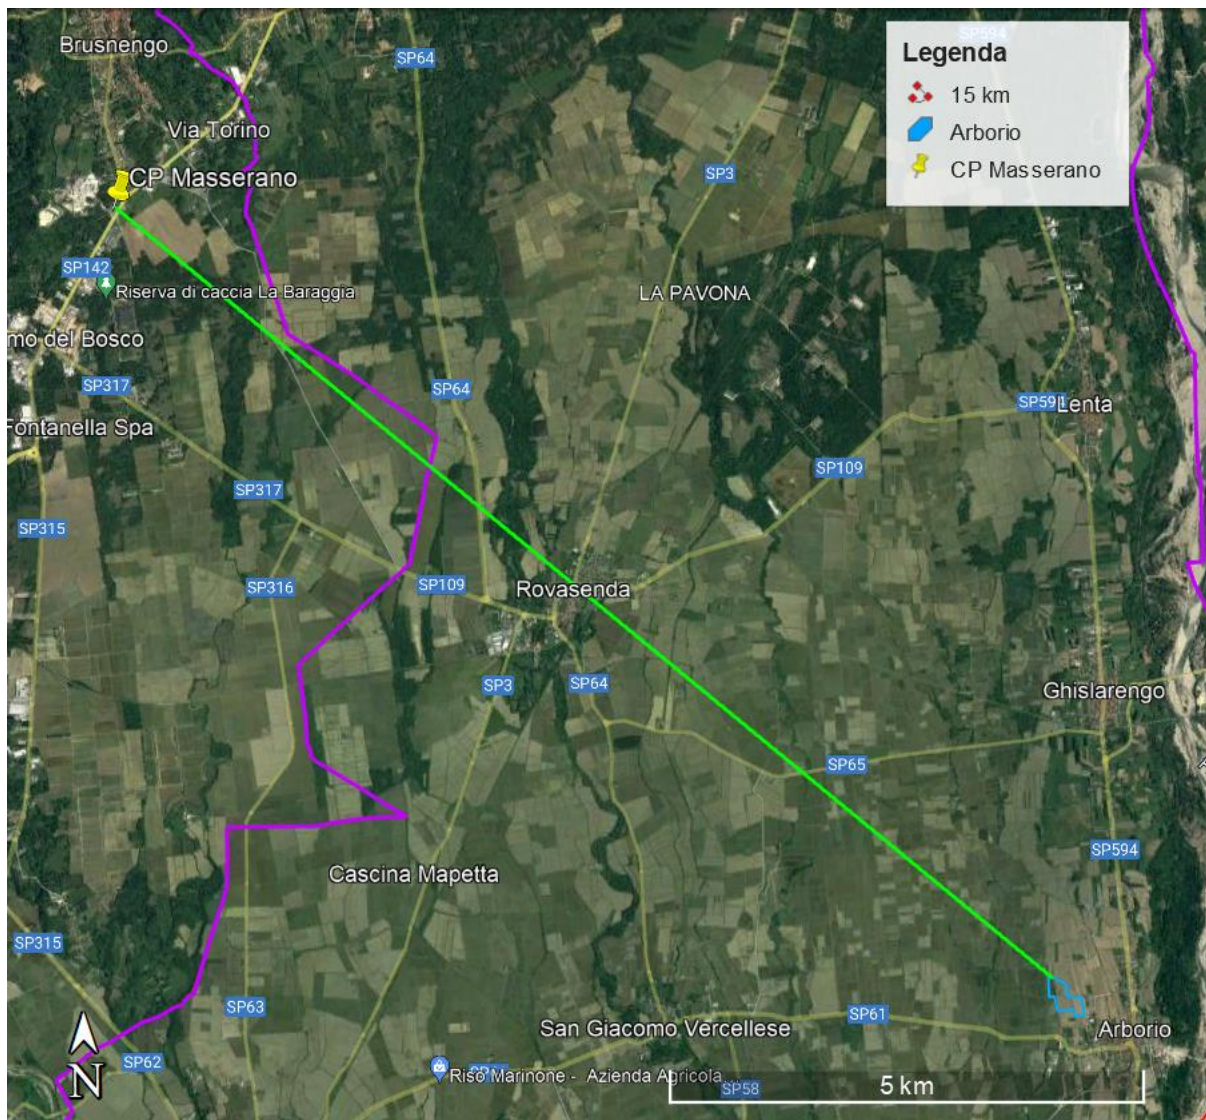 Brusnengo
SP64
SP594
Legenda
15 km
Arborio
CP Masserano
Via Torino
CP Masserano
SP3
SP142
Riserva di caccia La Baraggia
LA PAVONA
mo del Bosco
SP317
SP64
Lenta
Fontanella Spa
SP109
SP317
SP315
SP316
SP109
Rovasenda
SP3
SP64
Ghislarengo
SP65
SP594
Cascina Mapetta
SP315
SP63
San Giacomo Vercellese
SP61
Arborio
SP62
N
Riso Marinone - Azienda Agricola...
SP58
5 km